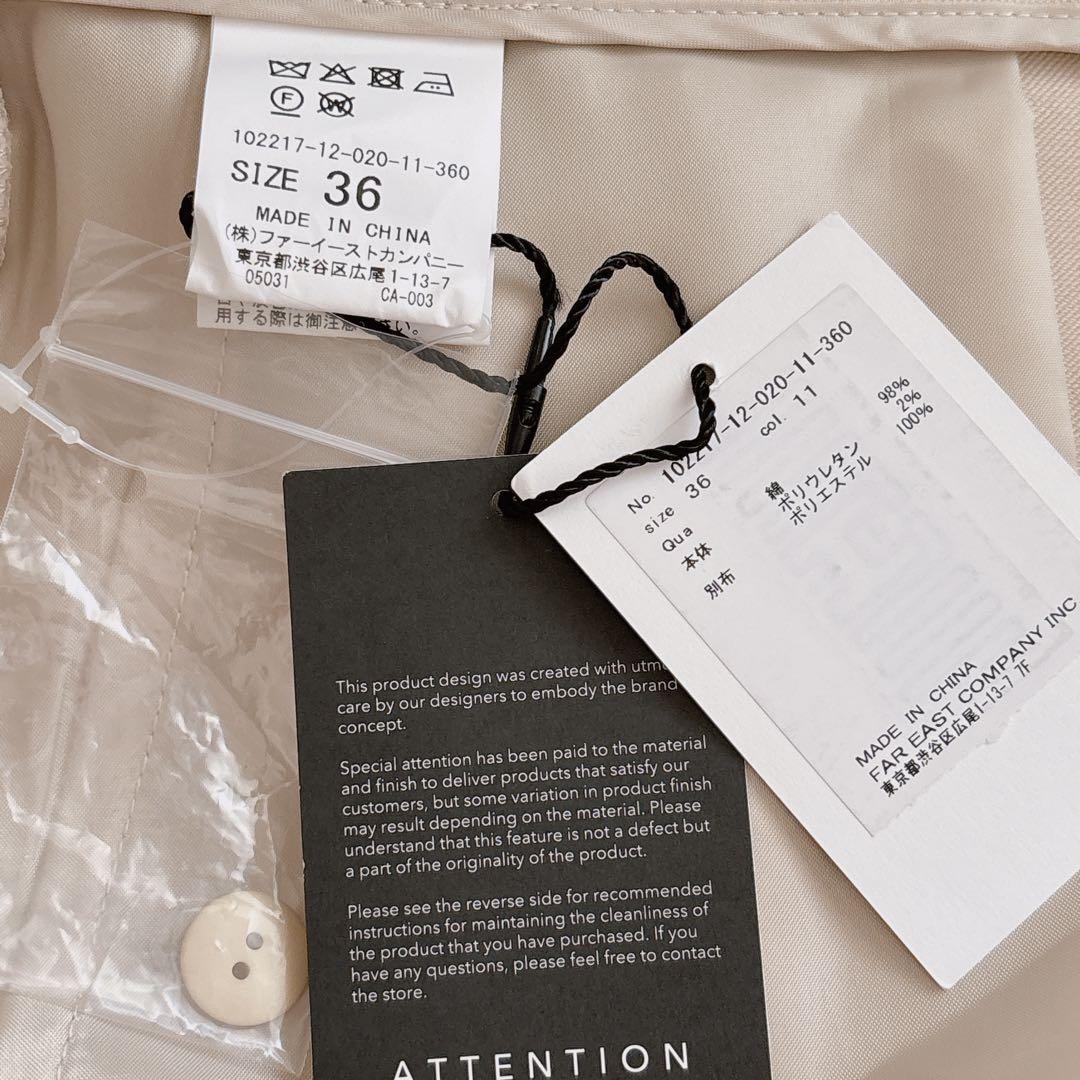 102217-12-020-11-360
SIZE 36
MADE IN CHINA
(株)ファーイーストカンパニー
東京都渋谷区広尾1-13-7
05031 CA-003
用する際は御注意
い。
No. 102217-12-020-11-360
size 36 col. 11
Qua
本体 綿 98%
ポリウレタン 2%
別布 ポリエステル 100%
MADE IN CHINA
FAR EAST COMPANY INC
東京都渋谷区広尾1-13-7 7F
This product design was created with
care by our designers to embody the brand
concept.
Special attention has been paid to the material
and finish to deliver products that satisfy our
customers, but some variation in product finish
may result depending on the material. Please
understand that this feature is not a defect but
a part of the originality of the product.
Please see the reverse side for recommended
instructions for maintaining the cleanliness of
the product that you have purchased. If you
have any questions, please feel free to contact
the store.
ATTENTION